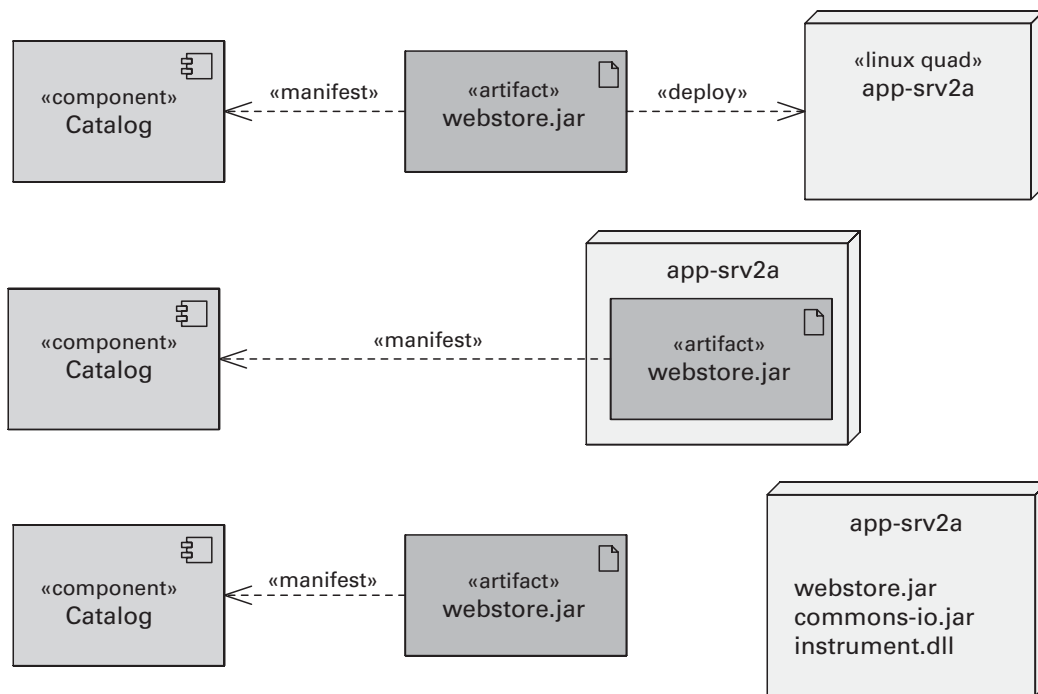 «component»
Catalog
«manifest»
«artifact»
webstore.jar
«deploy»
«linux quad»
app-srv2a
«component»
Catalog
«manifest»
app-srv2a
«artifact»
webstore.jar
«component»
Catalog
«manifest»
«artifact»
webstore.jar
app-srv2a
webstore.jar
commons-io.jar
instrument.dll